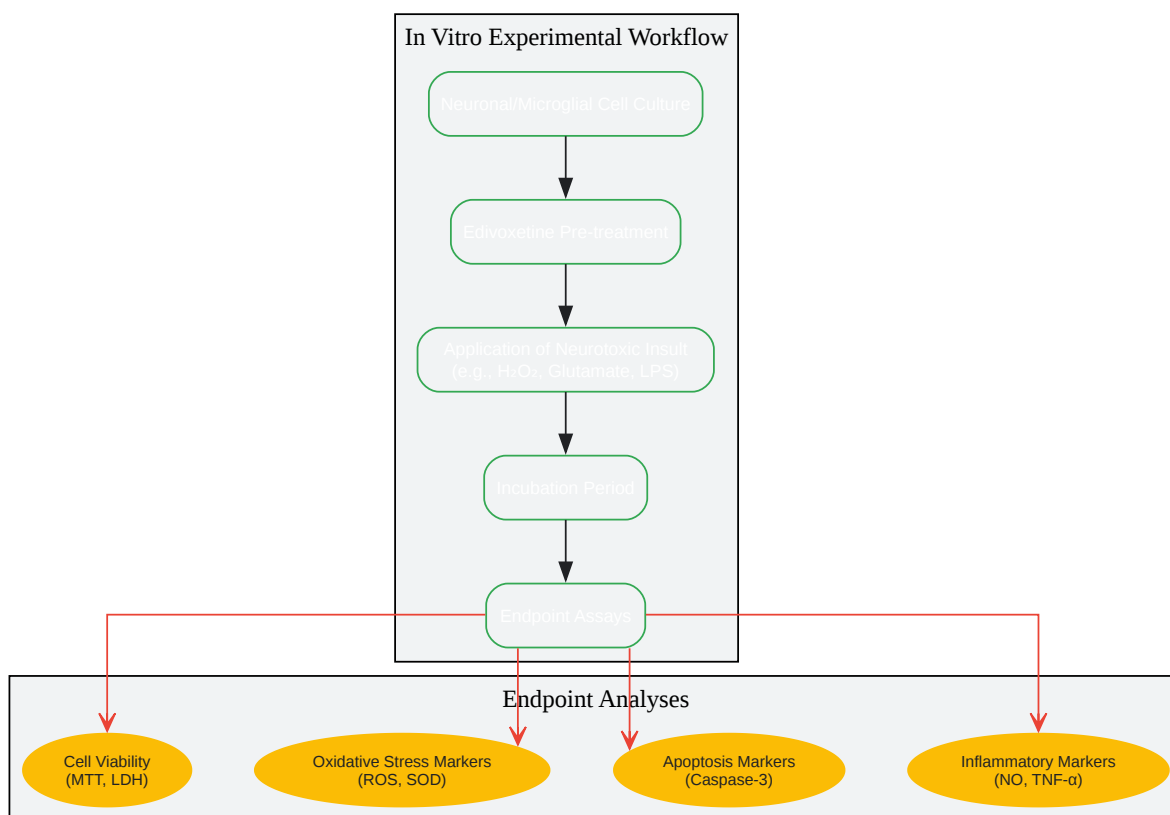 In Vitro Experimental Workflow
Neuronal/Microglial Cell Culture
Edivoxetine Pre-treatment
Application of Neurotoxic Insult
(e.g., H₂O₂, Glutamate, LPS)
Incubation Period
Endpoint Assays
Endpoint Analyses
Cell Viability
(MTT, LDH)
Oxidative Stress Markers
(ROS, SOD)
Apoptosis Markers
(Caspase-3)
Inflammatory Markers
(NO, TNF-α)